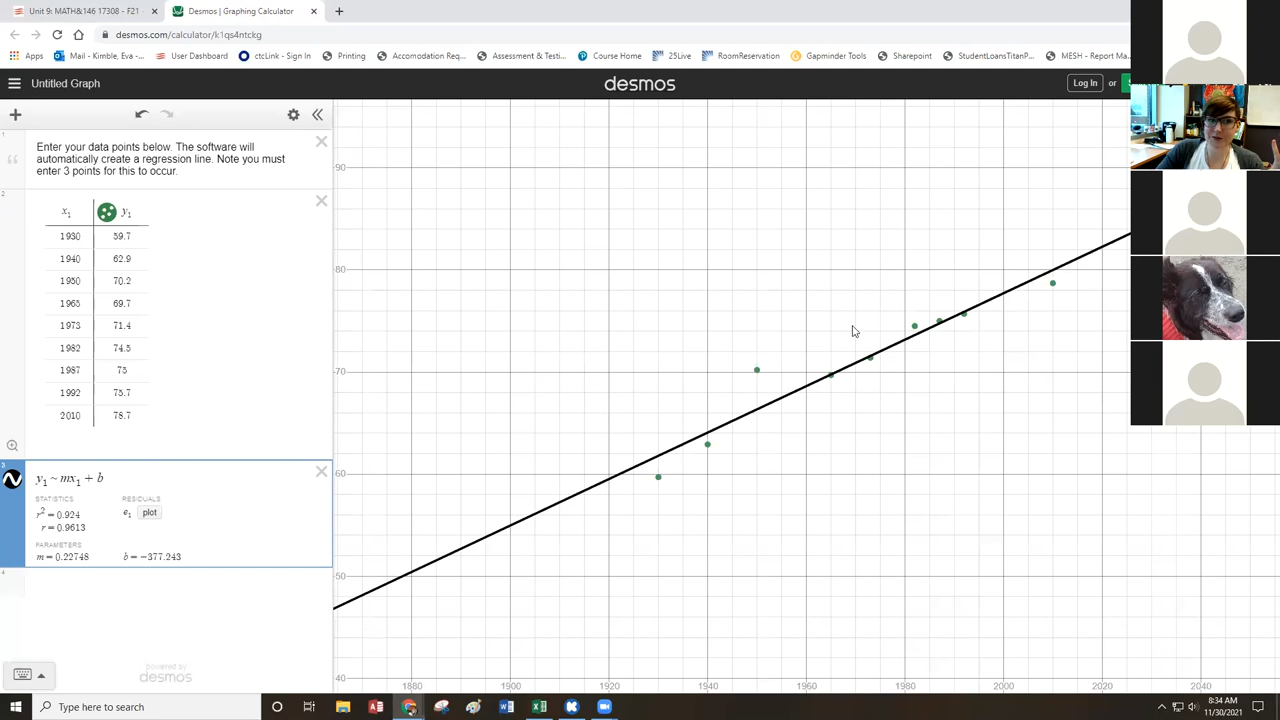 Unit 9: MATH&146 17308 - F21 -
Desmos | Graphing Calculator
desmos.com/calculator/k1qs4ntckg
Apps
Mail - Kimble, Eva -...
User Dashboard
ctcLink - Sign In
Printing
Accomodation Req...
Assessment & Testi...
Course Home
25Live
RoomReservation
Gapminder Tools
Sharepoint
StudentLoansTitanP...
MESH - Report Ma...
Untitled Graph
desmos
Log In or
1
Enter your data points below. The software will
automatically create a regression line. Note you must
enter 3 points for this to occur.
2
x₁ y₁
1930 59.7
1940 62.9
1950 70.2
1965 69.7
1973 71.4
1982 74.5
1987 75
1992 75.7
2010 78.7
3
y₁ ~ mx₁ + b
STATISTICS RESIDUALS
r² = 0.924 e₁ plot
r = 0.9613
PARAMETERS
m = 0.22748 b = −377.243
4
powered by
desmos
90
80
70
60
50
40
1880 1900 1920 1940 1960 1980 2000 2020 2040
Type here to search
8:34 AM
11/30/2021